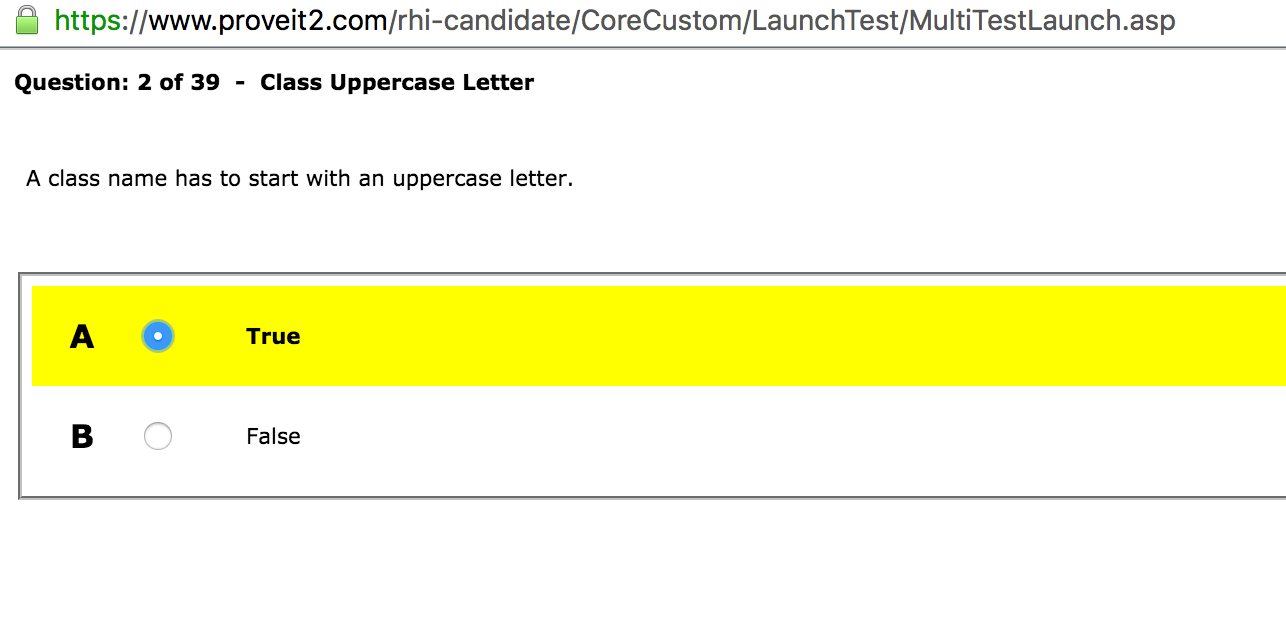 https://www.proveit2.com/rhi-candidate/CoreCustom/LaunchTest/MultiTestLaunch.asp
Question: 2 of 39 - Class Uppercase Letter
A class name has to start with an uppercase letter.
A True
B False